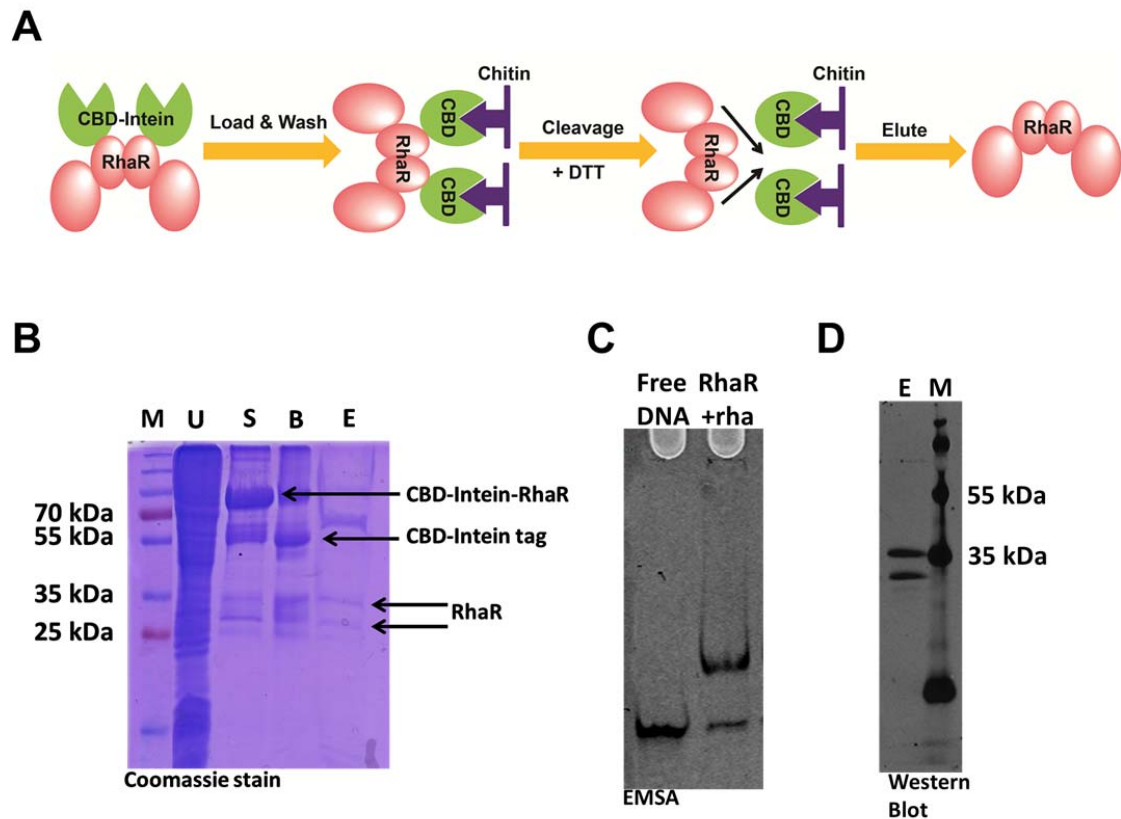 A
CBD-Intein
RhaR
Load & Wash
RhaR
CBD
CBD
Chitin
Cleavage
+ DTT
RhaR
CBD
CBD
Chitin
Elute
RhaR
B
M U S B E
70 kDa
55 kDa
35 kDa
25 kDa
CBD-Intein-RhaR
CBD-Intein tag
RhaR
Coomassie stain
C
Free RhaR
DNA +rha
EMSA
D
E M
55 kDa
35 kDa
Western
Blot